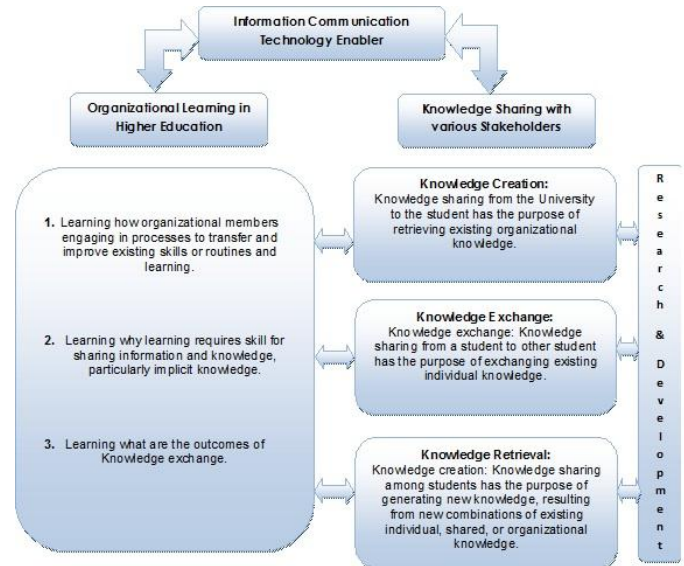 Information Communication
Technology Enabler
Organizational Learning in
Higher Education
Knowledge Sharing with
various Stakeholders
1. Learning how organizational members
engaging in processes to transfer and
improve existing skills or routines and
learning.
2. Learning why learning requires skill for
sharing information and knowledge,
particularly implicit knowledge.
3. Learning what are the outcomes of
Knowledge exchange.
Knowledge Creation:
Knowledge sharing from the University
to the student has the purpose of
retrieving existing organizational
knowledge.
Knowledge Exchange:
Knowledge exchange: Knowledge
sharing from a student to other student
has the purpose of exchanging existing
individual knowledge.
Knowledge Retrieval:
Knowledge creation: Knowledge sharing
among students has the purpose of
generating new knowledge, resulting
from new combinations of existing
individual, shared, or organizational
knowledge.
Research & Development